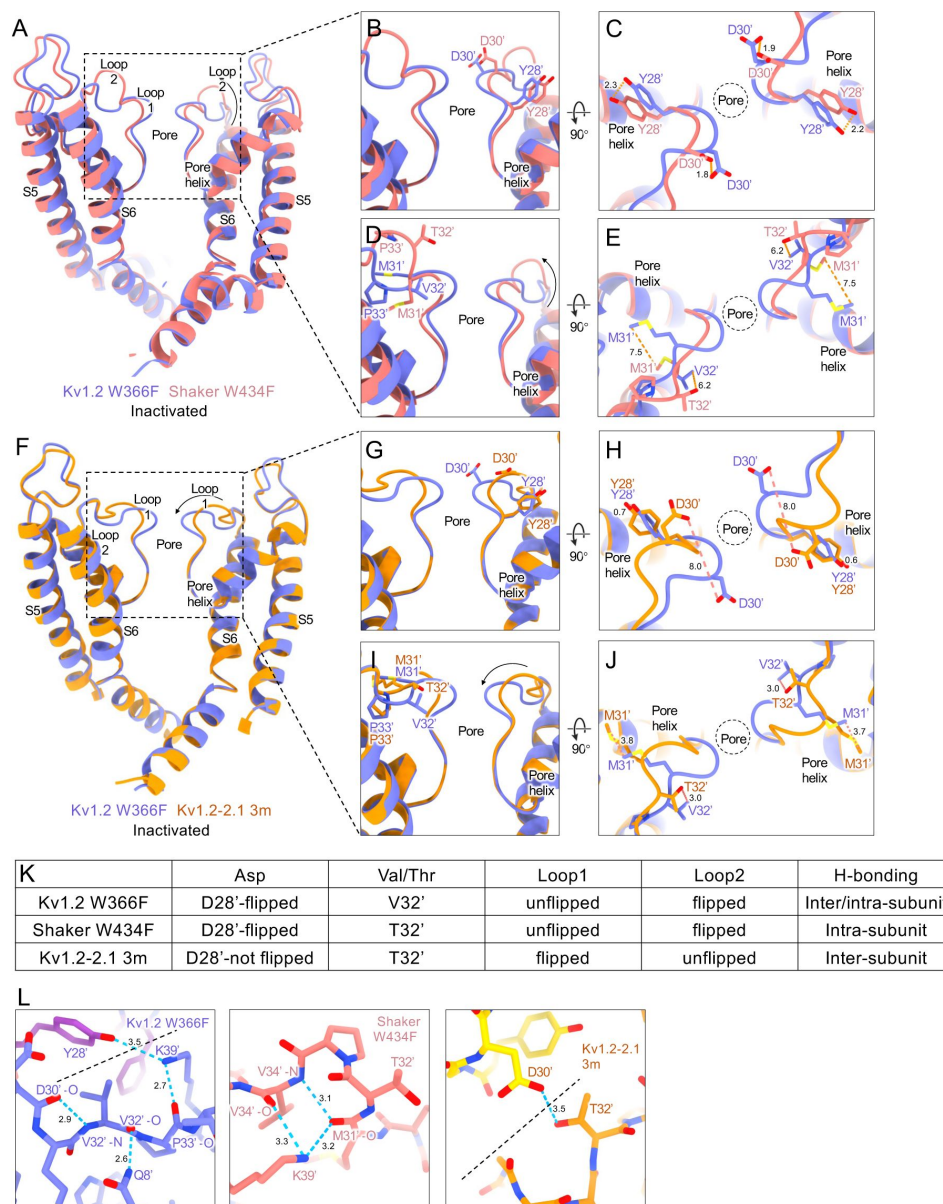 A
Loop
2
Loop
1
Loop
2
Pore
Pore
helix
S5
S6
S6
S5
Kv1.2 W366F Shaker W434F
Inactivated
B
D30'
D30'
Y28'
Y28'
Pore
Pore
helix
90°
C
D30'
1.9
D30'
Pore
helix
Y28'
2.3
Y28'
Pore
helix
Pore
Y28'
Y28'
2.2
D30'
1.8
D30'
D
T32'
P33'
M31'
V32'
P33'
M31'
Pore
Pore
helix
90°
E
T32'
6.2
V32'
M31'
7.5
Pore
helix
Pore
M31'
M31'
7.5
Pore
helix
M31'
V32'
6.2
T32'
F
Loop
1
Loop
1
Loop
2
Pore
Pore
helix
S5
S6
S6
S5
Kv1.2 W366F Kv1.2-2.1 3m
Inactivated
G
D30'
D30'
Y28'
Y28'
Pore
Pore
helix
90°
H
D30'
Y28'
Y28'
0.7
D30'
8.0
Pore
helix
Pore
Pore
helix
8.0
D30'
0.6
Y28'
Y28'
D30'
I
M31'
M31'
T32'
V32'
P33'
P33'
Pore
Pore
helix
90°
J
V32'
3.0
T32'
M31'
Pore
helix
3.8
M31'
Pore
M31'
3.7
M31'
Pore
helix
T32'
3.0
V32'
K Asp Val/Thr Loop1 Loop2 H-bonding
Kv1.2 W366F D28'-flipped V32' unflipped flipped Inter/intra-subunit
Shaker W434F D28'-flipped T32' unflipped flipped Intra-subunit
Kv1.2-2.1 3m D28'-not flipped T32' flipped unflipped Inter-subunit
L
Kv1.2 W366F
Y28'
3.5
K39'
D30'-O
2.7
2.9
V32'-O
V32'-N
P33'-O
2.6
Q8'
Shaker
W434F
V34'-N
T32'
3.1
V34'-O
M31'-O
3.3
3.2
K39'
Kv1.2-2.1
3m
D30'
3.5
T32'